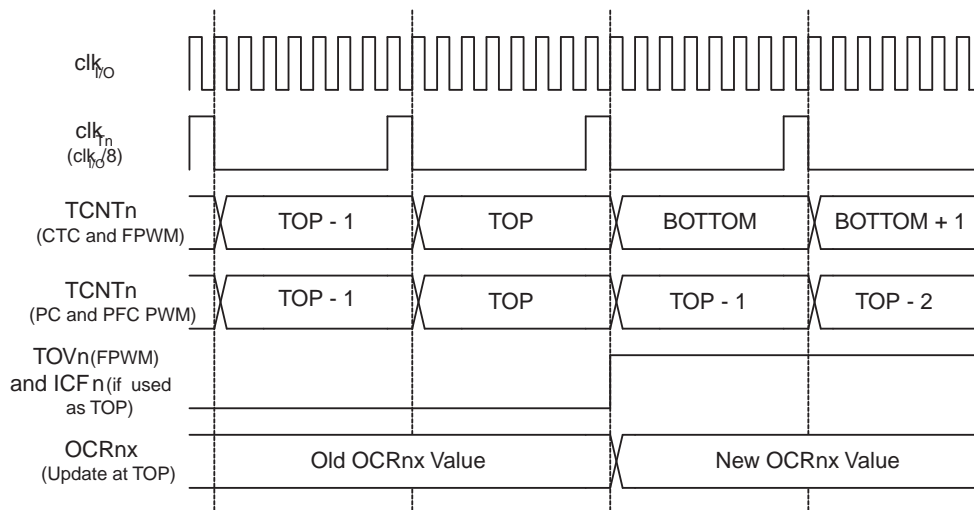 clkI/O
clkTn
(clkI/O/8)
TCNTn
(CTC and FPWM)
TOP - 1
TOP
BOTTOM
BOTTOM + 1
TCNTn
(PC and PFC PWM)
TOP - 1
TOP
TOP - 1
TOP - 2
TOVn(FPWM)
and ICFn(if used
as TOP)
OCRnx
(Update at TOP)
Old OCRnx Value
New OCRnx Value